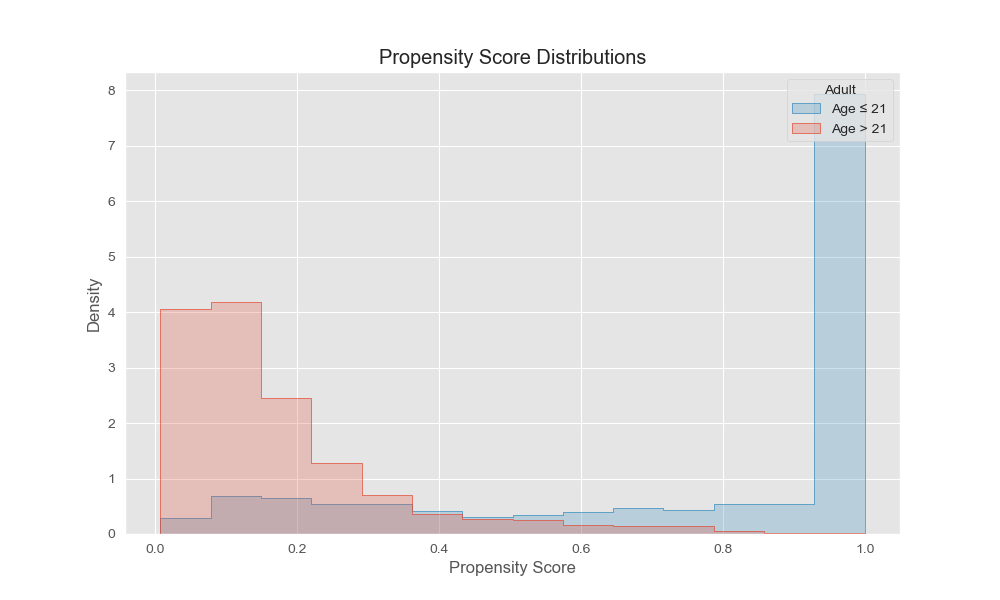 Propensity Score Distributions
Adult
Age ≤ 21
Age > 21
8
7
6
5
4
3
2
1
0
Density
0.0 0.2 0.4 0.6 0.8 1.0
Propensity Score